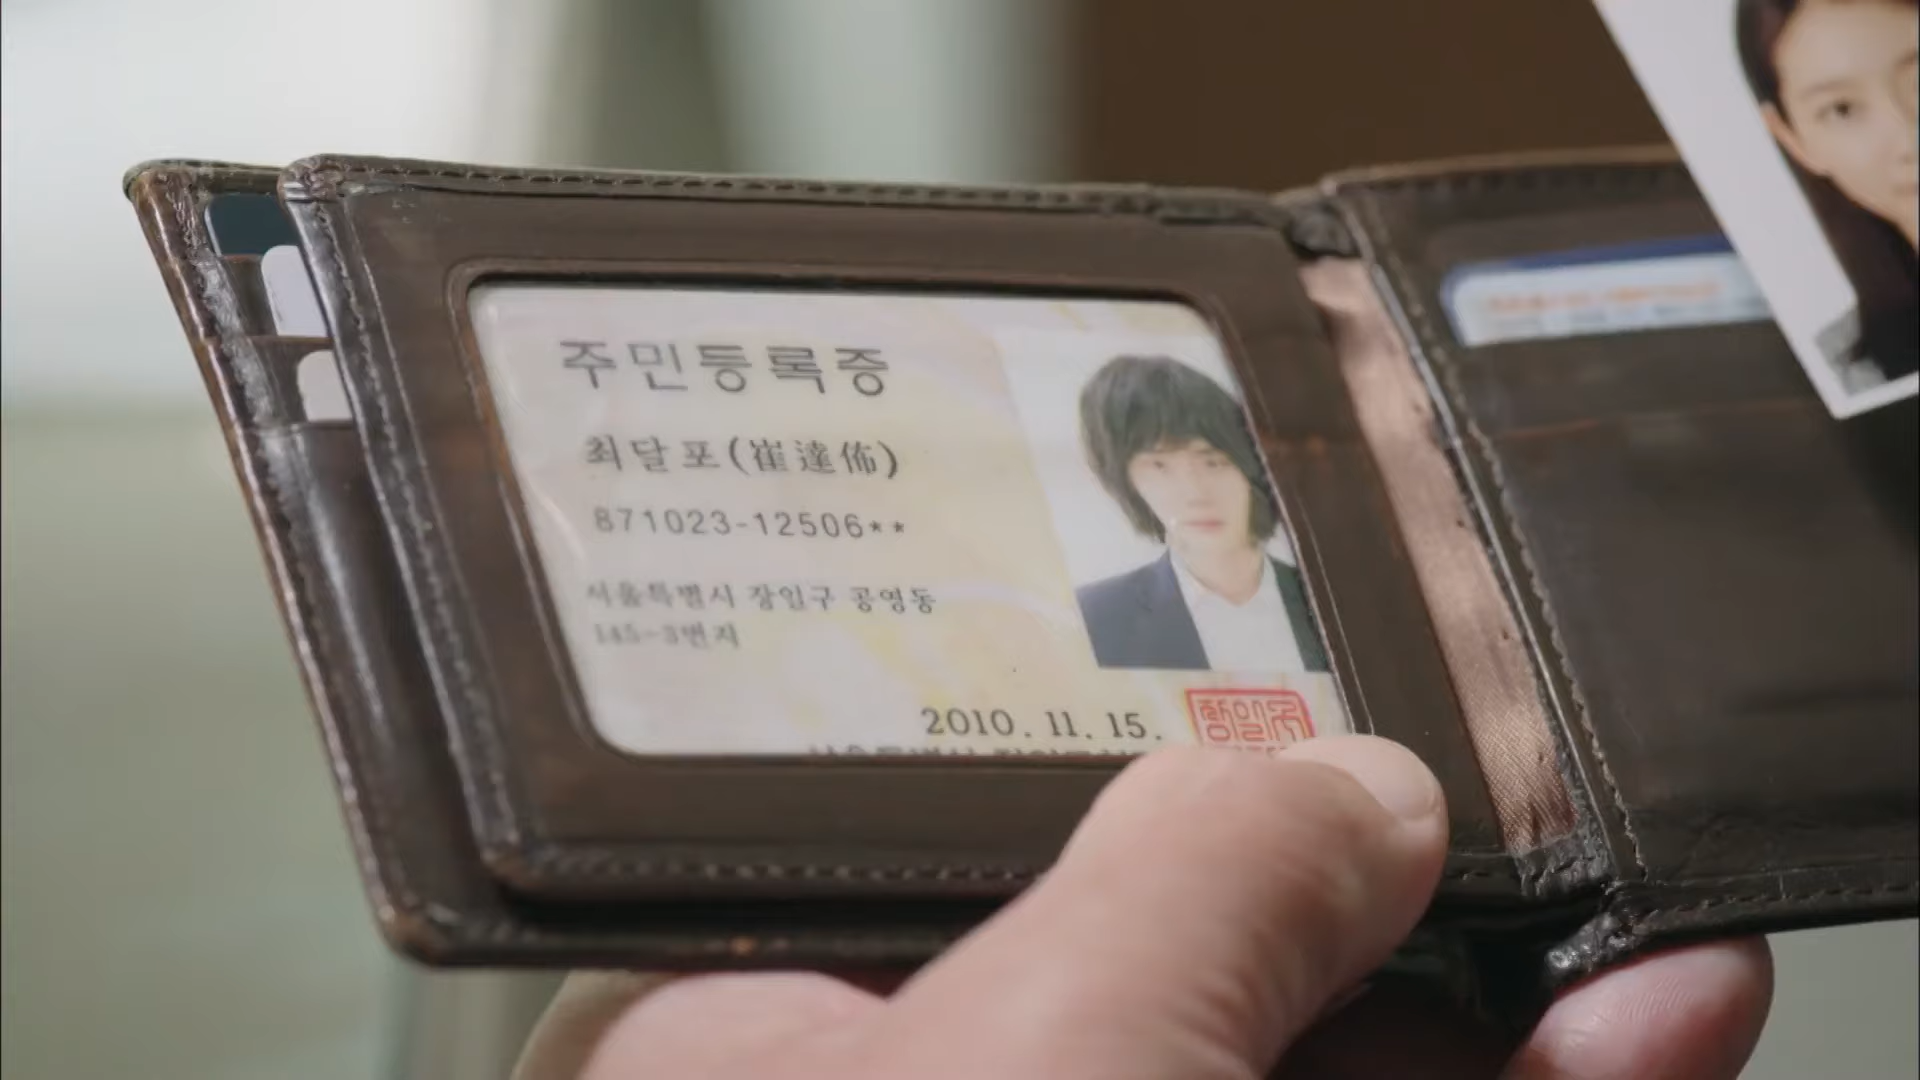 주민등록증
최달포(崔達佈)
871023-12506**
서울특별시 장일구 공영동
145-3번지
2010. 11. 15.